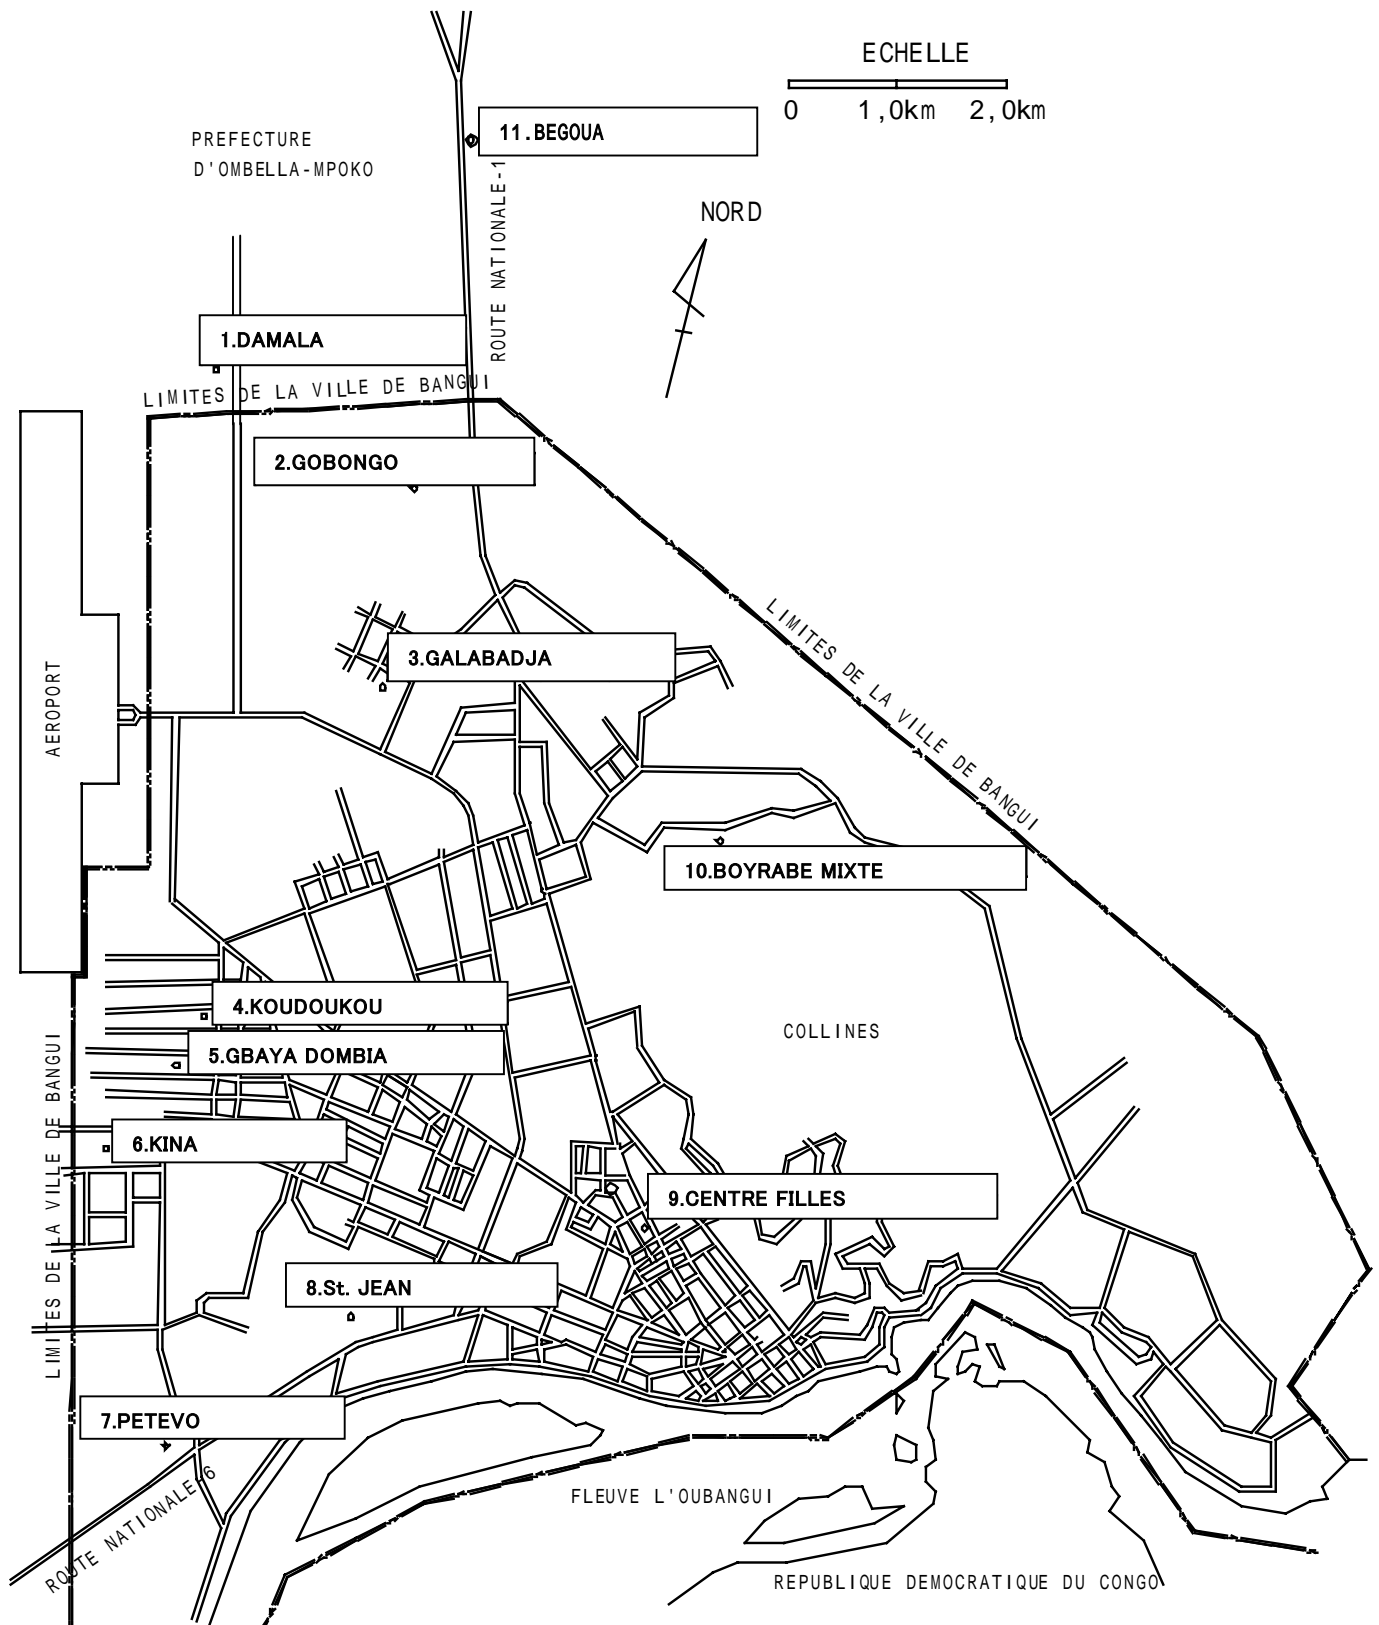 ECHELLE
0 1,0km 2,0km
11.BEGOUA
PREFECTURE
D'OMBELLA-MPOKO
ROUTE NATIONALE-1
NORD
1.DAMALA
LIMITES DE LA VILLE DE BANGUI
2.GOBONGO
LIMITES DE LA VILLE DE BANGUI
3.GALABADJA
AEROPORT
10.BOYRABE MIXTE
4.KOUDOUKOU
COLLINES
5.GBAYA DOMBIA
LIMITES DE LA VILLE DE BANGUI
6.KINA
9.CENTRE FILLES
8.St. JEAN
7.PETEVO
ROUTE NATIONALE-6
FLEUVE L'OUBANGUI
REPUBLIQUE DEMOCRATIQUE DU CONGO